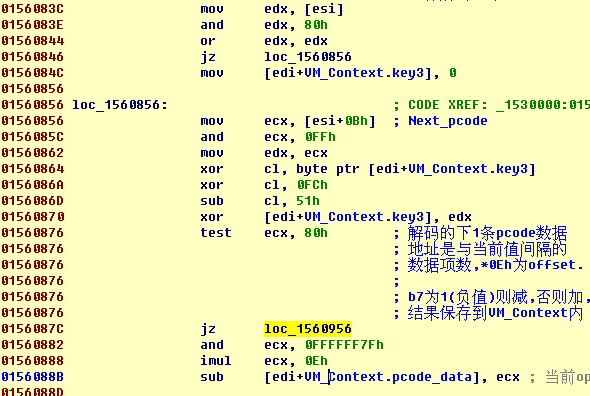 0156083C mov edx, [esi]
0156083E and edx, 80h
01560844 or edx, edx
01560846 jz loc_1560856
0156084C mov [edi+VM_Context.key3], 0
01560856
01560856 loc_1560856: ; CODE XREF: _1530000:015
01560856 mov ecx, [esi+0Bh] ; Next_pcode
0156085C and ecx, 0FFh
01560862 mov edx, ecx
01560864 xor cl, byte ptr [edi+VM_Context.key3]
0156086A xor cl, 0FCh
0156086D sub cl, 51h
01560870 xor [edi+VM_Context.key3], edx
01560876 test ecx, 80h ; 解码的下1条pcode数据
01560876 ; 地址是与当前值间隔的
01560876 ; 数据项数,*0Eh为offset.
01560876 ;
01560876 ; b7为1(负值)则减,否则加,
01560876 ; 结果保存到VM_Context内
0156087C jz loc_1560956
01560882 and ecx, 0FFFFFF7Fh
01560888 imul ecx, 0Eh
0156088B sub [edi+VM_Context.pcode_data], ecx ; 当前op
0156088D